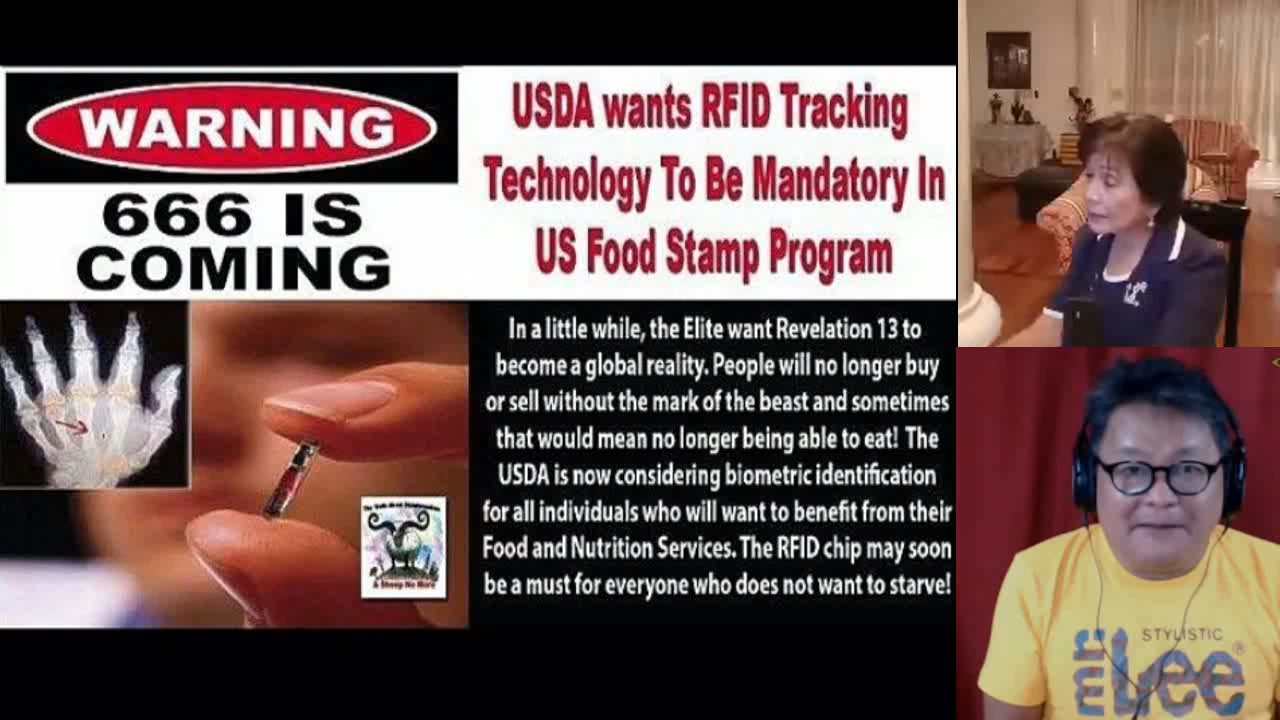 WARNING
666 IS
COMING
USDA wants RFID Tracking
Technology To Be Mandatory In
US Food Stamp Program
In a little while, the Elite want Revelation 13 to
become a global reality. People will no longer buy
or sell without the mark of the beast and sometimes
that would mean no longer being able to eat! The
USDA is now considering biometric identification
for all individuals who will want to benefit from their
Food and Nutrition Services. The RFID chip may soon
be a must for everyone who does not want to starve!
A Sheep No More
STYLISTIC
mr
Lee®